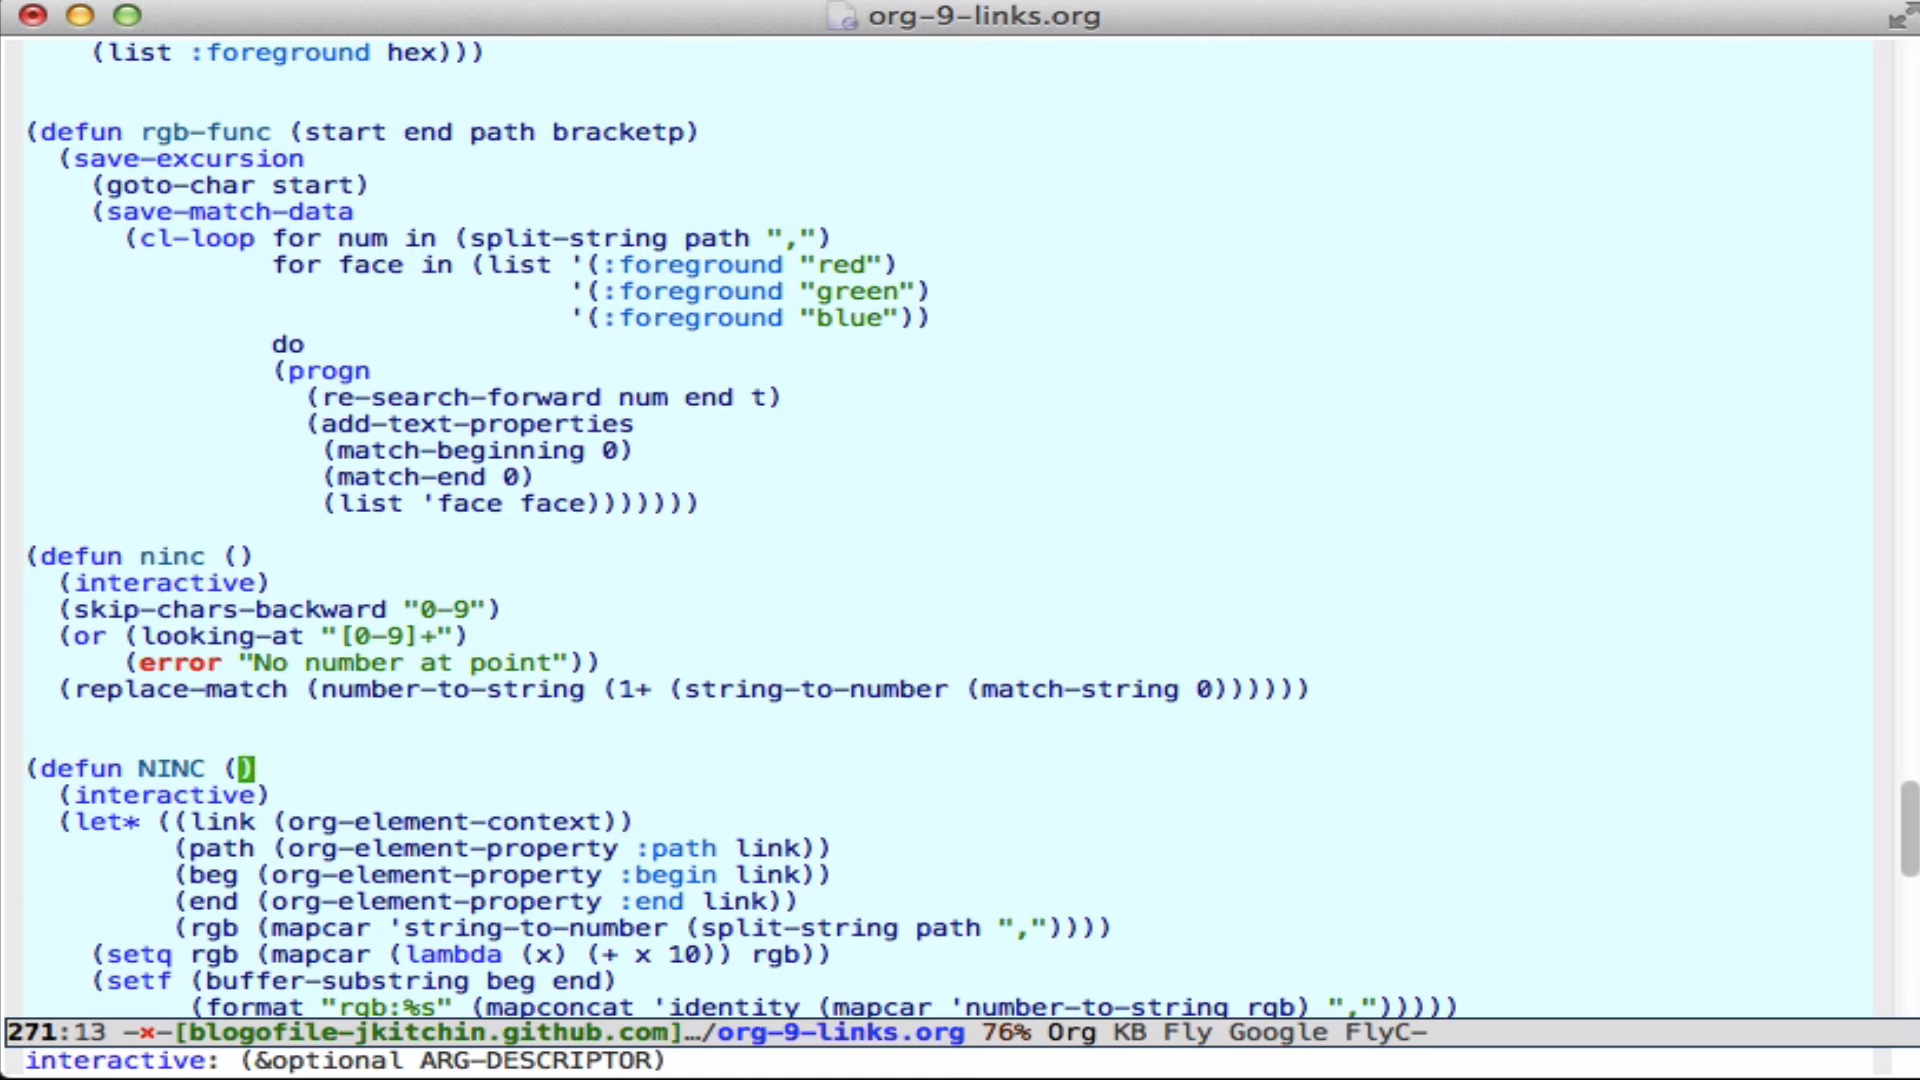 org-9-links.org
(list :foreground hex)))
(defun rgb-func (start end path bracketp)
(save-excursion
(goto-char start)
(save-match-data
(cl-loop for num in (split-string path ",")
for face in (list '(:foreground "red")
'(:foreground "green")
'(:foreground "blue"))
do
(progn
(re-search-forward num end t)
(add-text-properties
(match-beginning 0)
(match-end 0)
(list 'face face)))))))
(defun ninc ()
(interactive)
(skip-chars-backward "0-9")
(or (looking-at "[0-9]+")
(error "No number at point"))
(replace-match (number-to-string (1+ (string-to-number (match-string 0))))))
(defun NINC ()
(interactive)
(let* ((link (org-element-context))
(path (org-element-property :path link))
(beg (org-element-property :begin link))
(end (org-element-property :end link))
(rgb (mapcar 'string-to-number (split-string path ","))))
(setq rgb (mapcar (lambda (x) (+ x 10)) rgb))
(setf (buffer-substring beg end)
(format "rgb:%s" (mapconcat 'identity (mapcar 'number-to-string rgb) ",")))))
271:13 -×-[blogofile-jkitchin.github.com]…/org-9-links.org 76% Org KB Fly Google FlyC-
interactive: (&optional ARG-DESCRIPTOR)